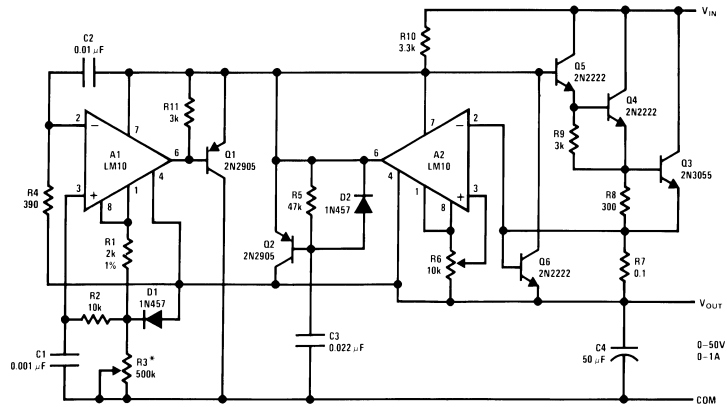 C2
0.01 μF
R10
3.3k
V_IN
Q5
2N2222
Q4
2N2222
R11
3k
7
7
2
−
A1
LM10
6
4
Q1
2N2905
3
+
8
1
R4
390
6
A2
LM10
−
2
4
1
8
+
3
R9
3k
Q3
2N3055
R5
47k
D2
1N457
R8
300
R1
2k
1%
Q2
2N2905
R6
10k
Q6
2N2222
R7
0.1
R2
10k
D1
1N457
V_OUT
C1
0.001 μF
R3*
500k
C3
0.022 μF
C4
50 μF
0–50V
0–1A
COM